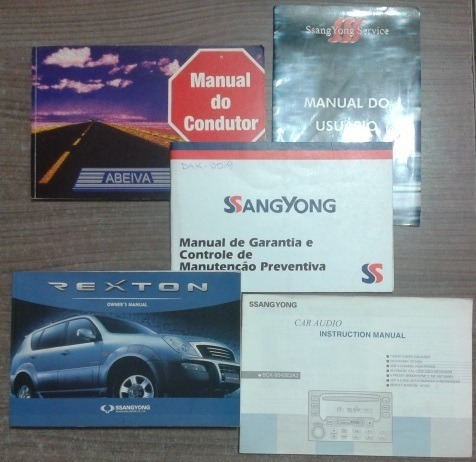 Manual
do
Condutor
ABEIVA
SsangYong Service
MANUAL DO
USUÁRIO
SSANGYONG
Manual de Garantia e
Controle de
Manutenção Preventiva
SS
REXTON
OWNER'S MANUAL
SSANGYONG
SSANGYONG
CAR AUDIO
INSTRUCTION MANUAL